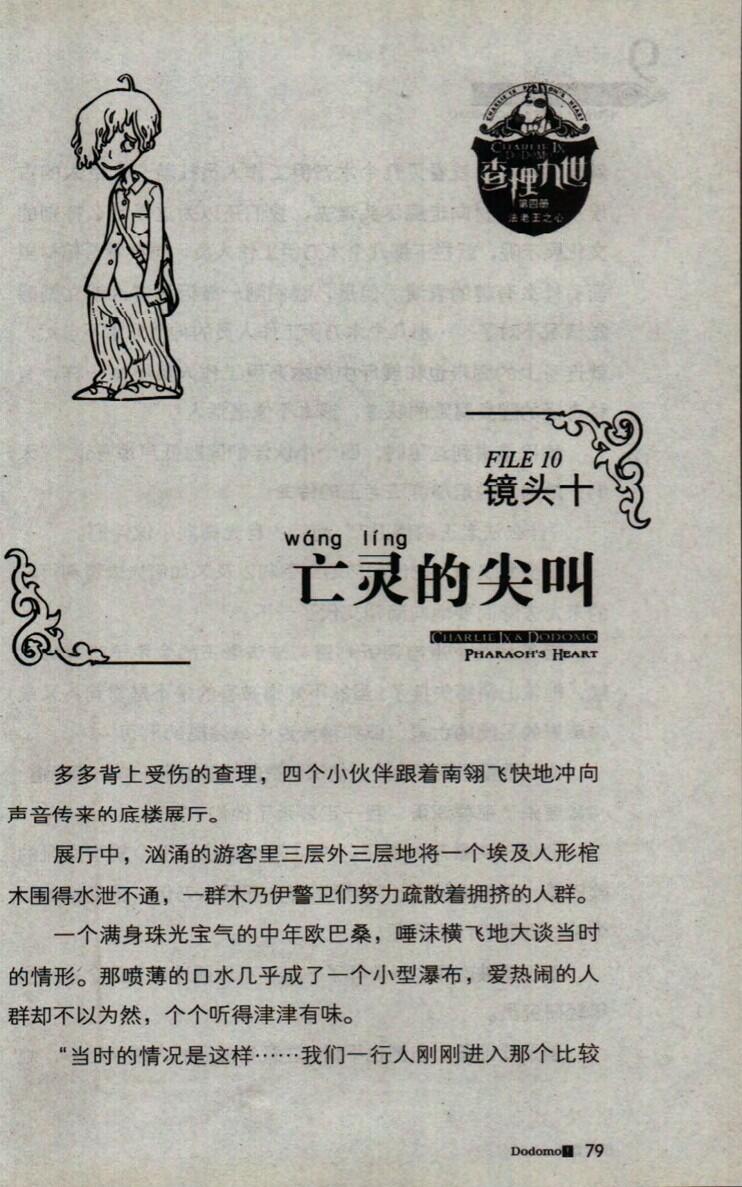 CHARLIE IX
DODOMO
查理九世
第四册
法老王之心
FILE 10
镜头十
wáng líng
亡灵的尖叫
CHARLIE IX & DODOMO
PHARAOH'S HEART
多多背上受伤的查理，四个小伙伴跟着南翎飞快地冲向
声音传来的底楼展厅。
展厅中，汹涌的游客里三层外三层地将一个埃及人形棺
木围得水泄不通，一群木乃伊警卫们努力疏散着拥挤的人群。
一个满身珠光宝气的中年欧巴桑，唾沫横飞地大谈当时
的情形。那喷薄的口水几乎成了一个小型瀑布，爱热闹的人
群却不以为然，个个听得津津有味。
“当时的情况是这样……我们一行人刚刚进入那个比较
Dodomo! 79